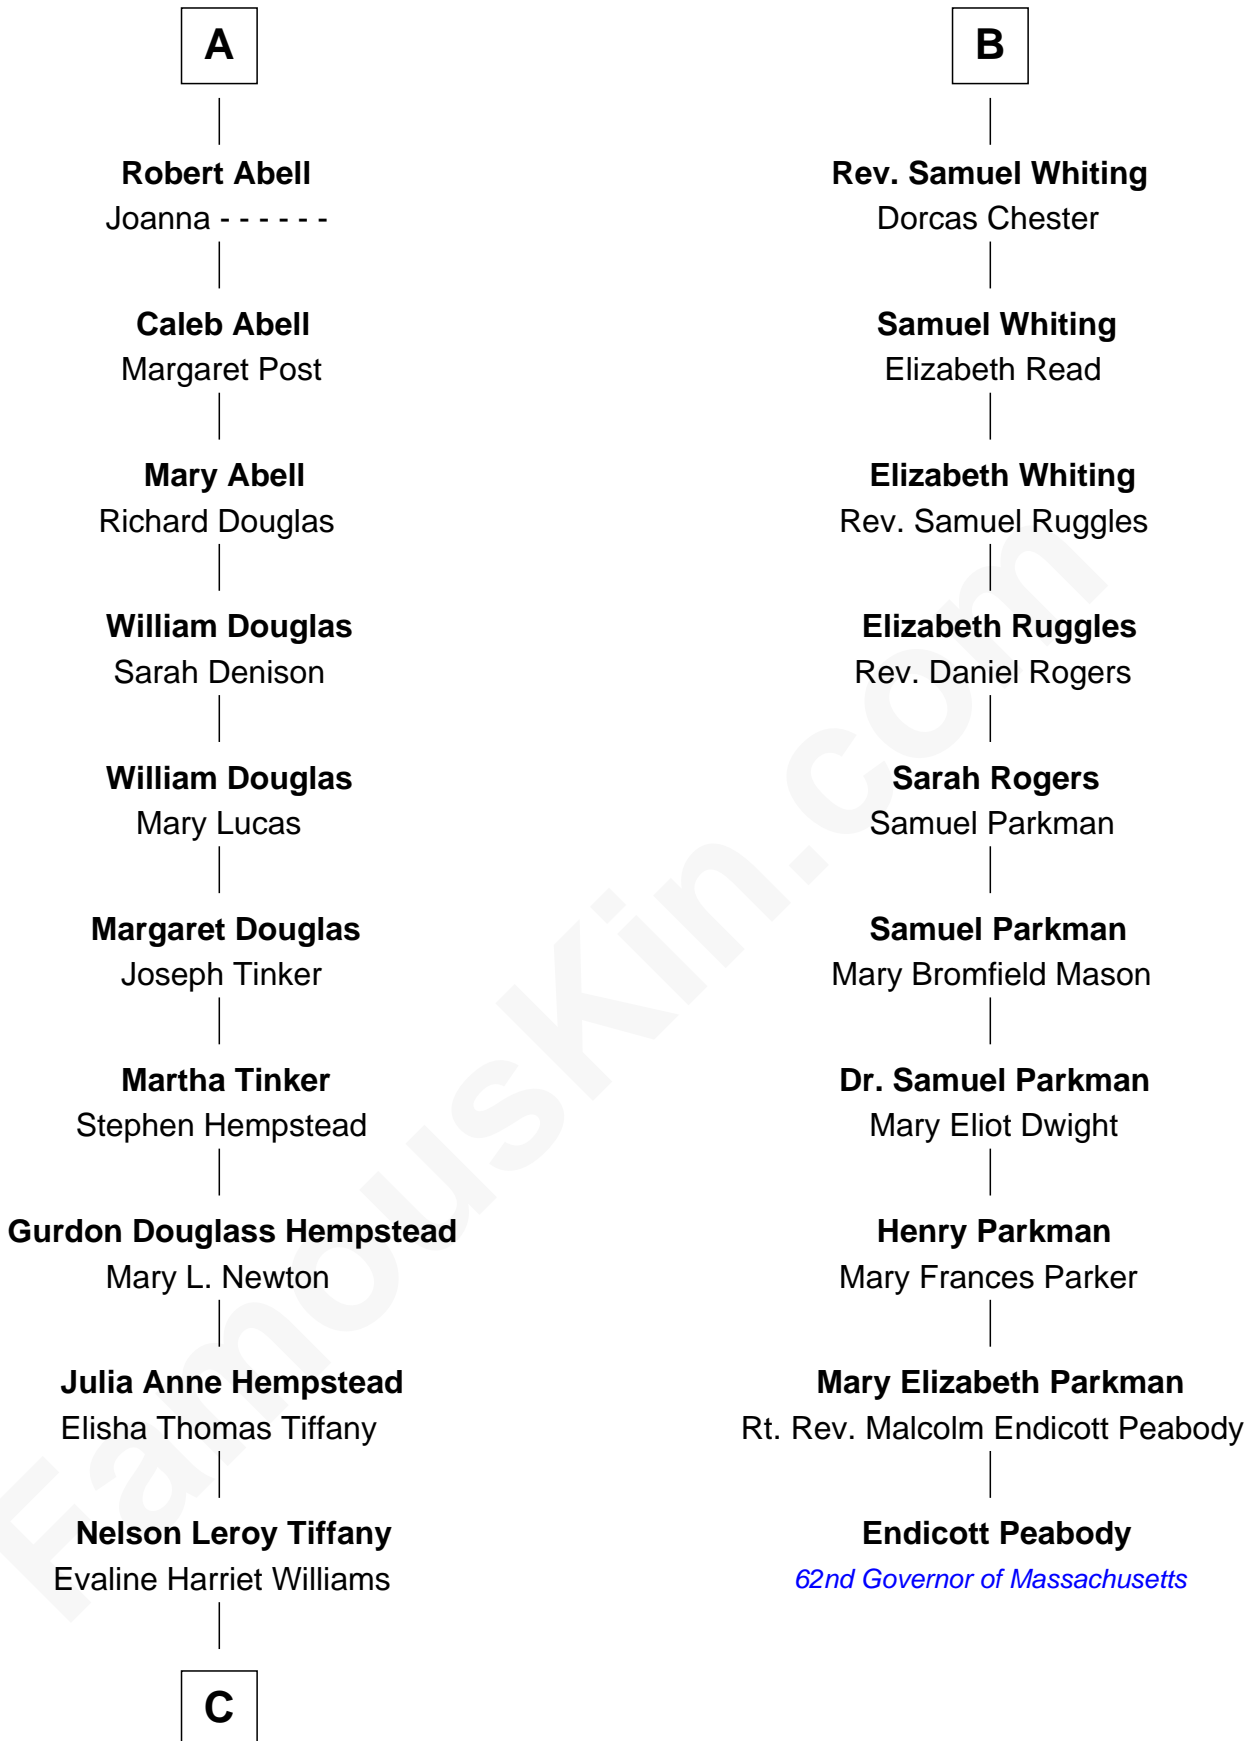 A
Robert Abell
Joanna - - - - - -
Caleb Abell
Margaret Post
Mary Abell
Richard Douglas
William Douglas
Sarah Denison
William Douglas
Mary Lucas
Margaret Douglas
Joseph Tinker
Martha Tinker
Stephen Hempstead
Gurdon Douglass Hempstead
Mary L. Newton
Julia Anne Hempstead
Elisha Thomas Tiffany
Nelson Leroy Tiffany
Evaline Harriet Williams
C
B
Rev. Samuel Whiting
Dorcas Chester
Samuel Whiting
Elizabeth Read
Elizabeth Whiting
Rev. Samuel Ruggles
Elizabeth Ruggles
Rev. Daniel Rogers
Sarah Rogers
Samuel Parkman
Samuel Parkman
Mary Bromfield Mason
Dr. Samuel Parkman
Mary Eliot Dwight
Henry Parkman
Mary Frances Parker
Mary Elizabeth Parkman
Rt. Rev. Malcolm Endicott Peabody
Endicott Peabody
62nd Governor of Massachusetts
FamousKin.com